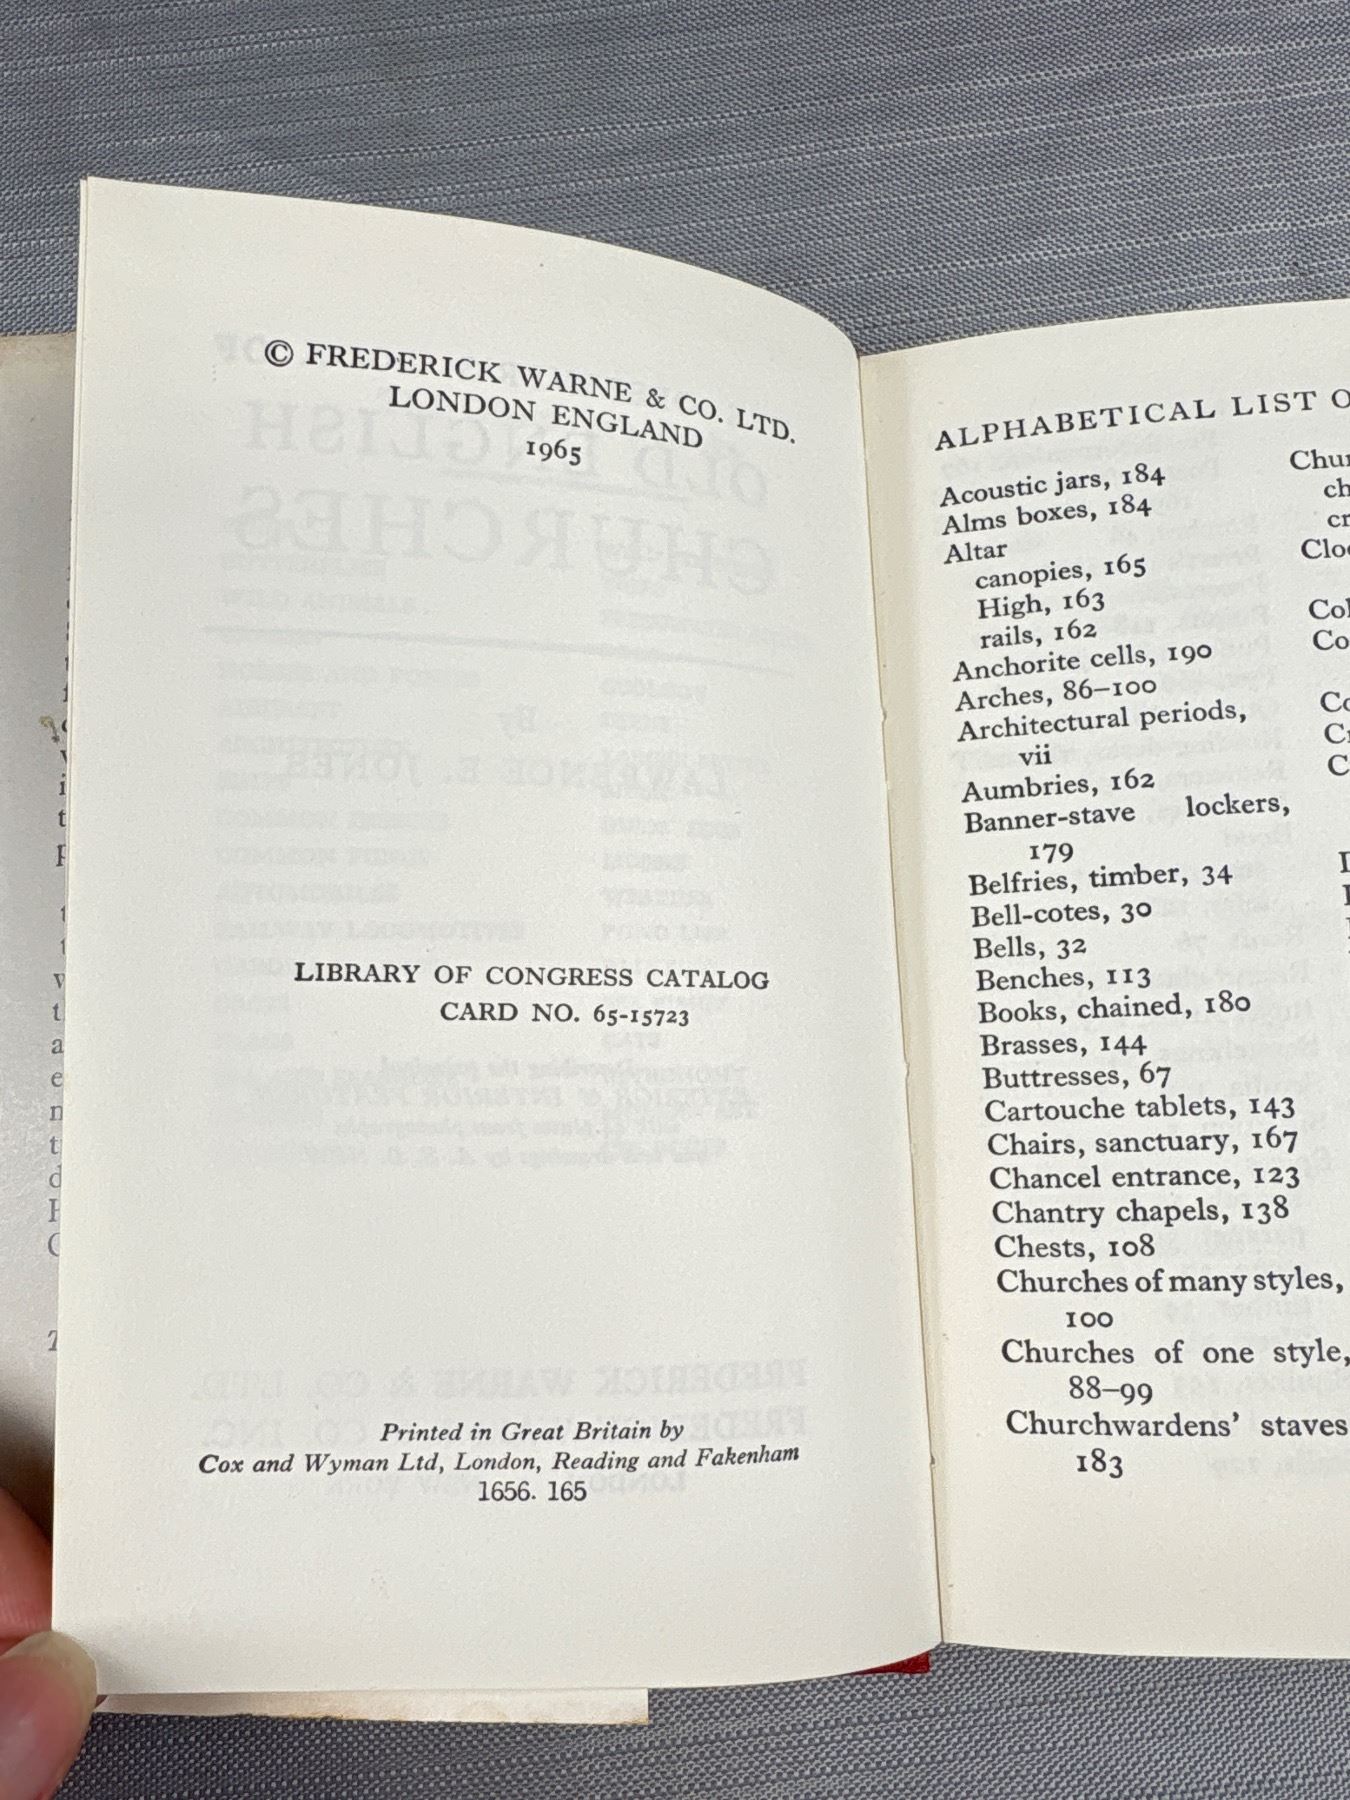 © FREDERICK WARNE & CO. LTD.
LONDON ENGLAND
1965
LIBRARY OF CONGRESS CATALOG
CARD NO. 65-15723
Printed in Great Britain by
Cox and Wyman Ltd, London, Reading and Fakenham
1656. 165
ALPHABETICAL LIST O
Acoustic jars, 184
Alms boxes, 184
Altar
canopies, 165
High, 163
rails, 162
Anchorite cells, 190
Arches, 86–100
Architectural periods,
vii
Aumbries, 162
Banner-stave lockers,
179
Belfries, timber, 34
Bell-cotes, 30
Bells, 32
Benches, 113
Books, chained, 180
Brasses, 144
Buttresses, 67
Cartouche tablets, 143
Chairs, sanctuary, 167
Chancel entrance, 123
Chantry chapels, 138
Chests, 108
Churches of many styles,
100
Churches of one style,
88–99
Churchwardens' staves
183